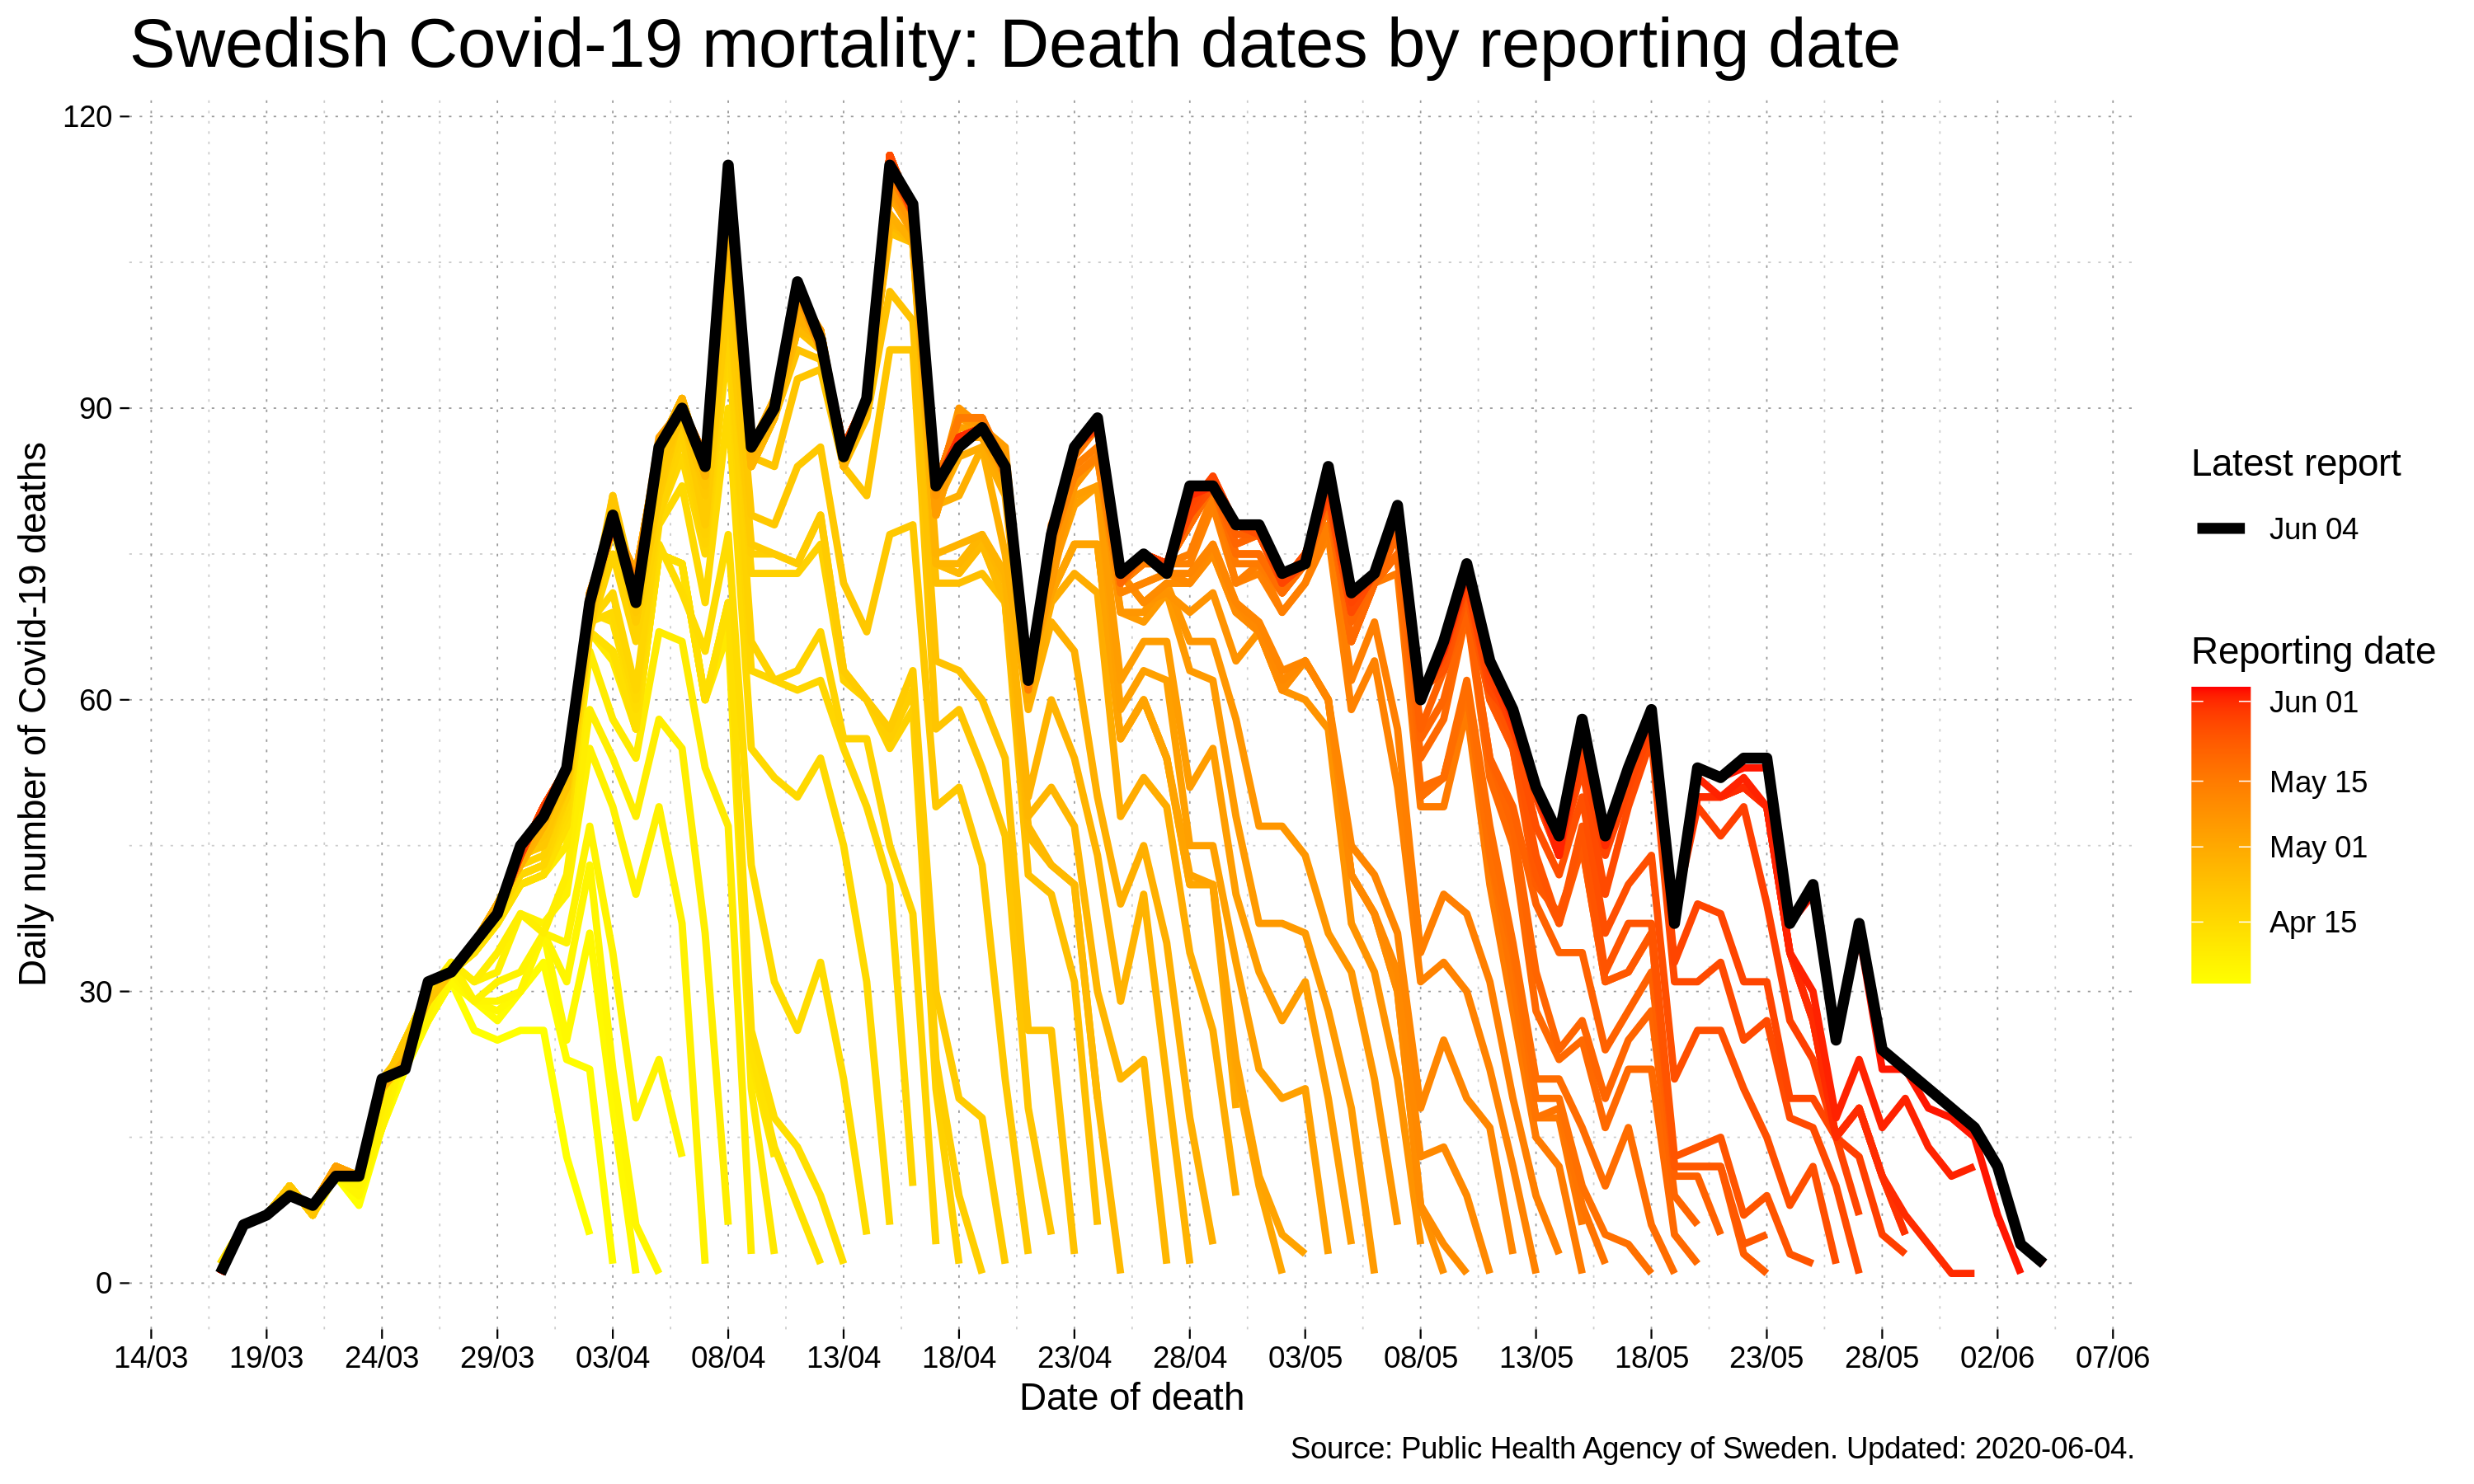 Swedish Covid-19 mortality: Death dates by reporting date
Daily number of Covid-19 deaths
120
90
60
30
0
14/03 19/03 24/03 29/03 03/04 08/04 13/04 18/04 23/04 28/04 03/05 08/05 13/05 18/05 23/05 28/05 02/06 07/06
Date of death
Latest report
Jun 04
Reporting date
Jun 01
May 15
May 01
Apr 15
Source: Public Health Agency of Sweden. Updated: 2020-06-04.